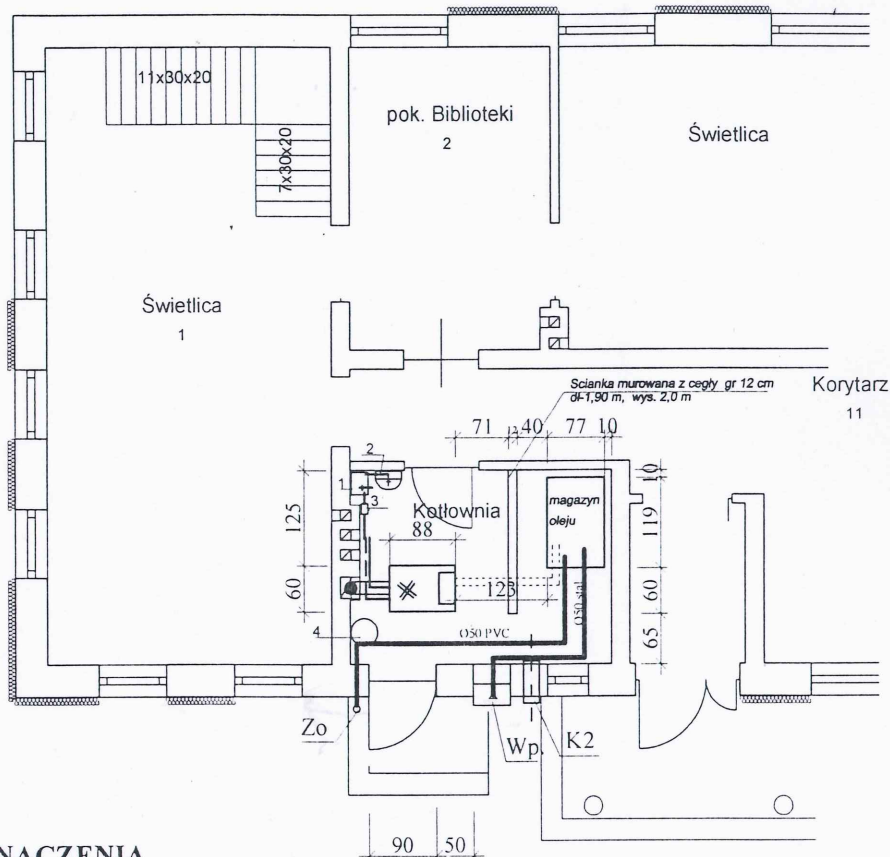 11x30x20
7x30x20
pok. Biblioteki
2
Świetlica
Świetlica
1
Scianka murowana z cegły gr 12 cm
dł-1,90 m, wys. 2,0 m
Korytarz
11
71
40
77
10
2
1
3
Kotłownia
magazyn
oleju
10
125
119
88
60
123
60
4
O50 PVC
O50 stal
65
Zo
Wp.
K2
90
50
NACZENIA